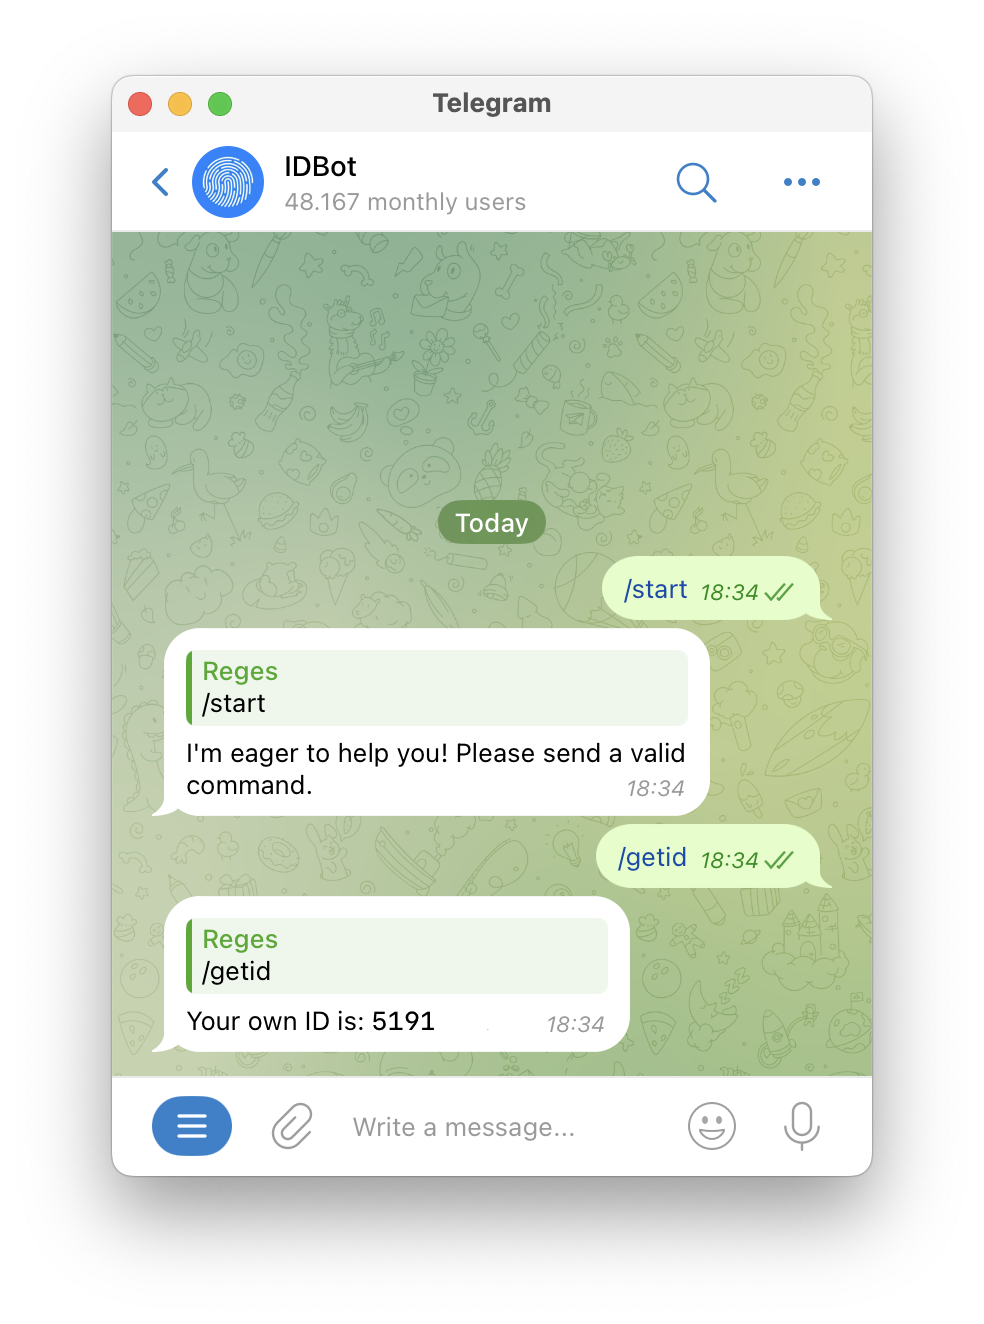 Telegram
IDBot
48.167 monthly users
Today
/start 18:34
Reges
/start
I'm eager to help you! Please send a valid
command. 18:34
/getid 18:34
Reges
/getid
Your own ID is: 5191 18:34
Write a message...